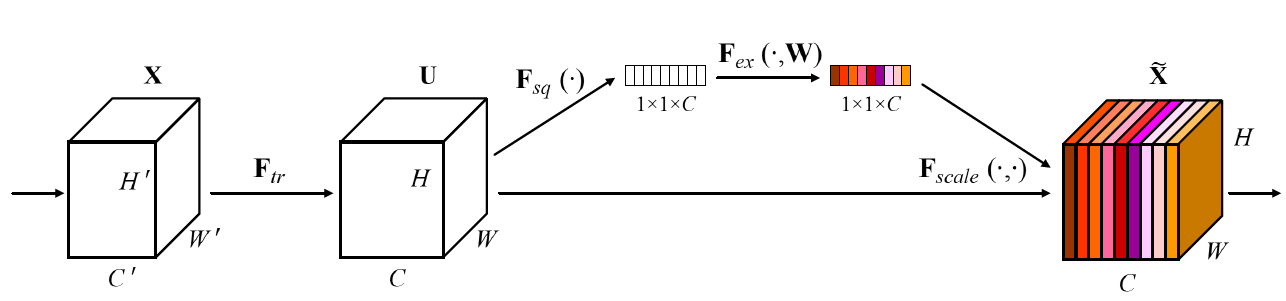 X
H′
W′
C′
F_tr
U
H
W
C
F_sq (·)
1×1×C
F_ex (·,W)
1×1×C
F_scale (·,·)
X̃
H
W
C